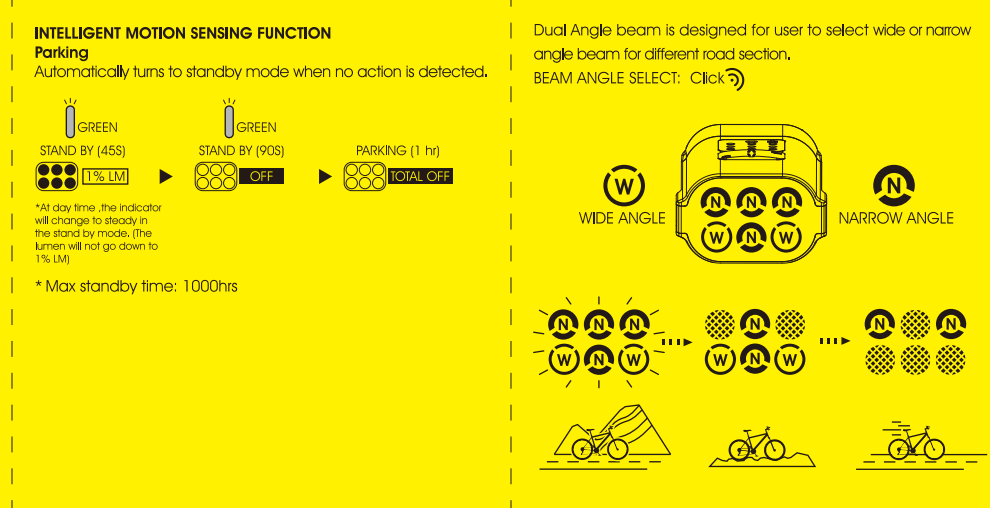 INTELLIGENT MOTION SENSING FUNCTION
Parking
Automatically turns to standby mode when no action is detected.
GREEN
GREEN
STAND BY (45S)
STAND BY (90S)
PARKING (1 hr)
1% LM
OFF
TOTAL OFF
*At day time ,the indicator
will change to steady in
the stand by mode. (The
lumen will not go down to
1% LM)
* Max standby time: 1000hrs
Dual Angle beam is designed for user to select wide or narrow
angle beam for different road section.
BEAM ANGLE SELECT: Click
W
WIDE ANGLE
N N N
W N W
N
NARROW ANGLE
N N N
W N W
N
W N W
N N